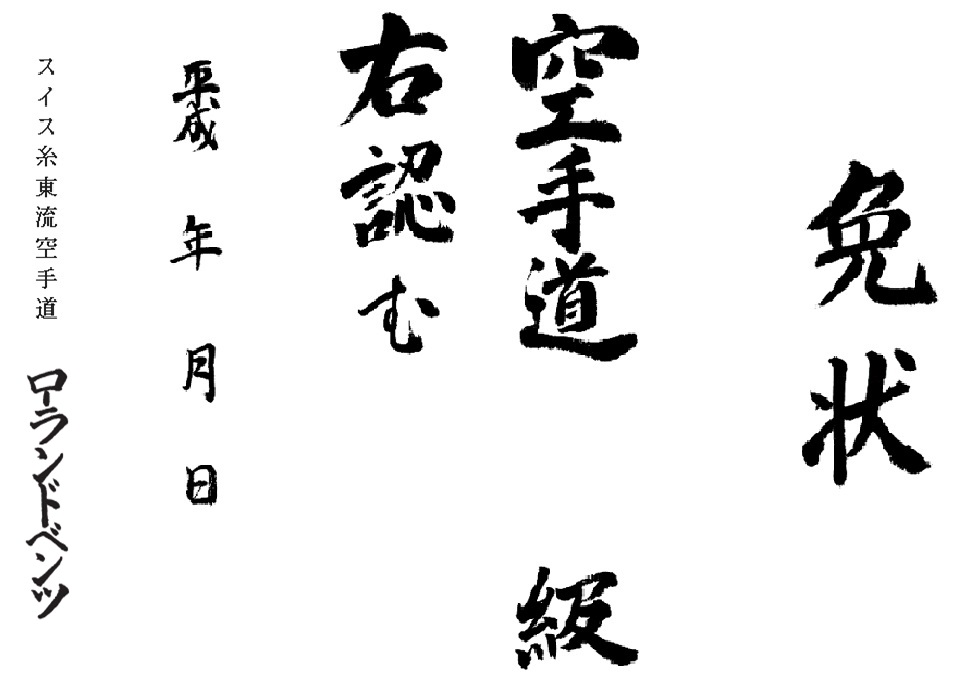 免状
空手道 級
右認む
平成 年 月 日
スイス糸東流空手道
ローランドベンツ